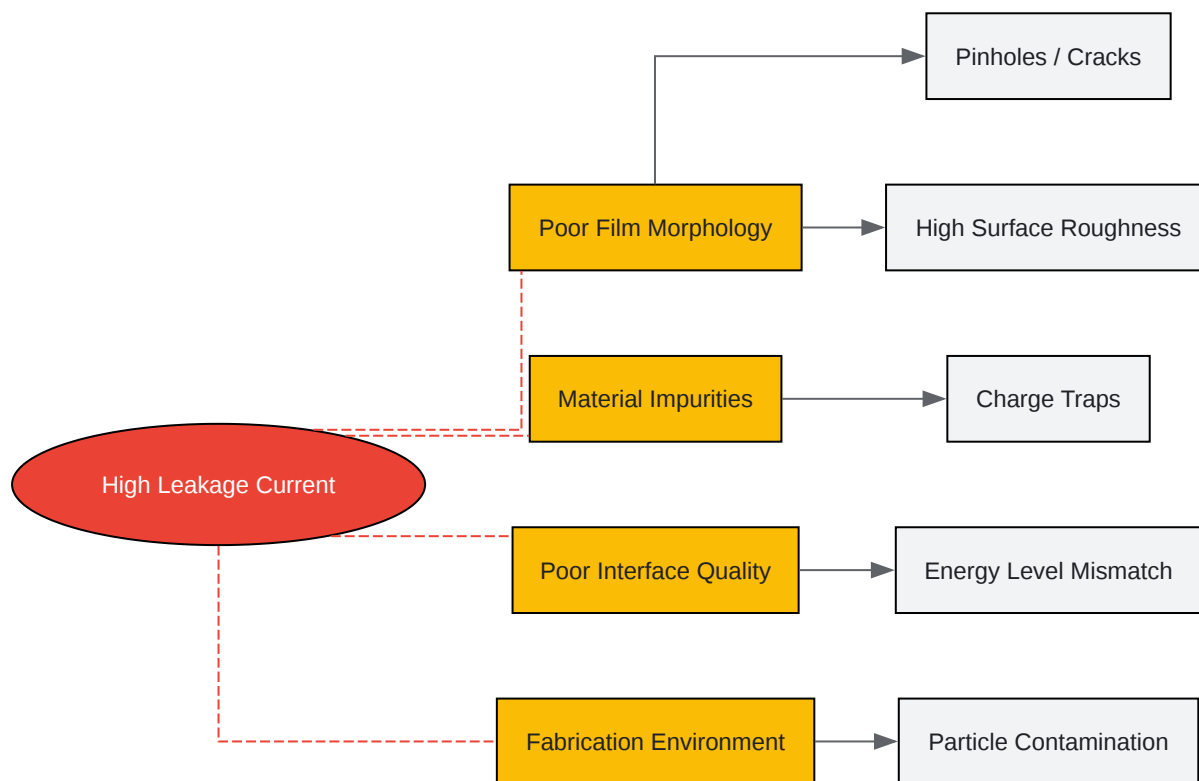 Pinholes / Cracks
Poor Film Morphology
High Surface Roughness
Material Impurities
Charge Traps
High Leakage Current
Poor Interface Quality
Energy Level Mismatch
Fabrication Environment
Particle Contamination